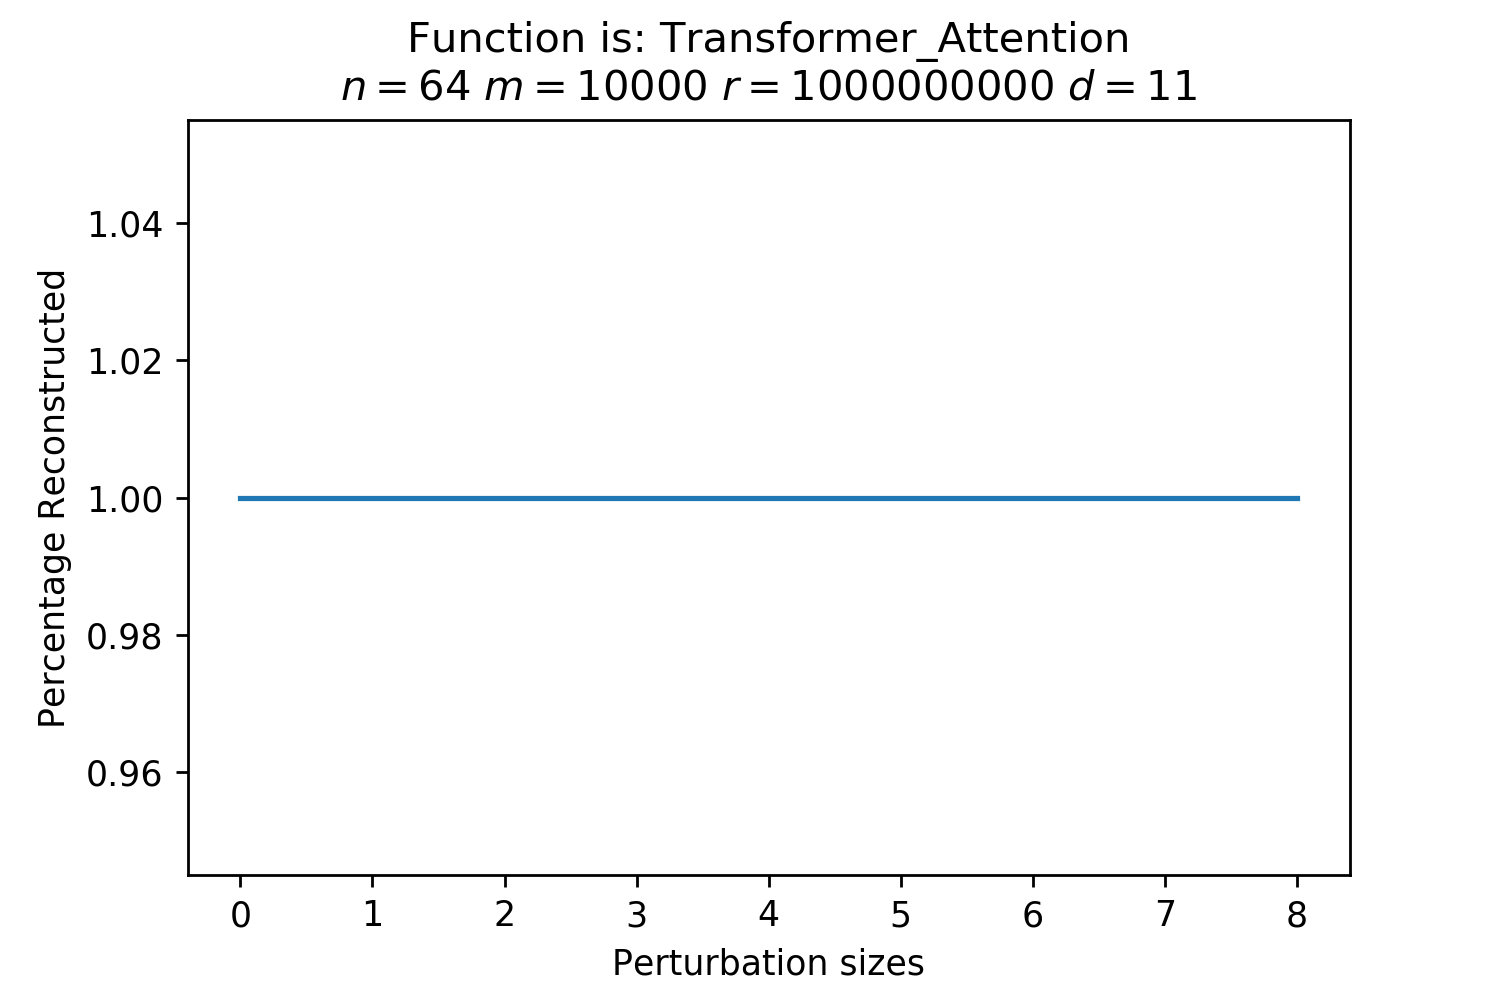 Function is: Transformer_Attention
n = 64 m = 10000 r = 1000000000 d = 11
Percentage Reconstructed
1.04
1.02
1.00
0.98
0.96
0 1 2 3 4 5 6 7 8
Perturbation sizes